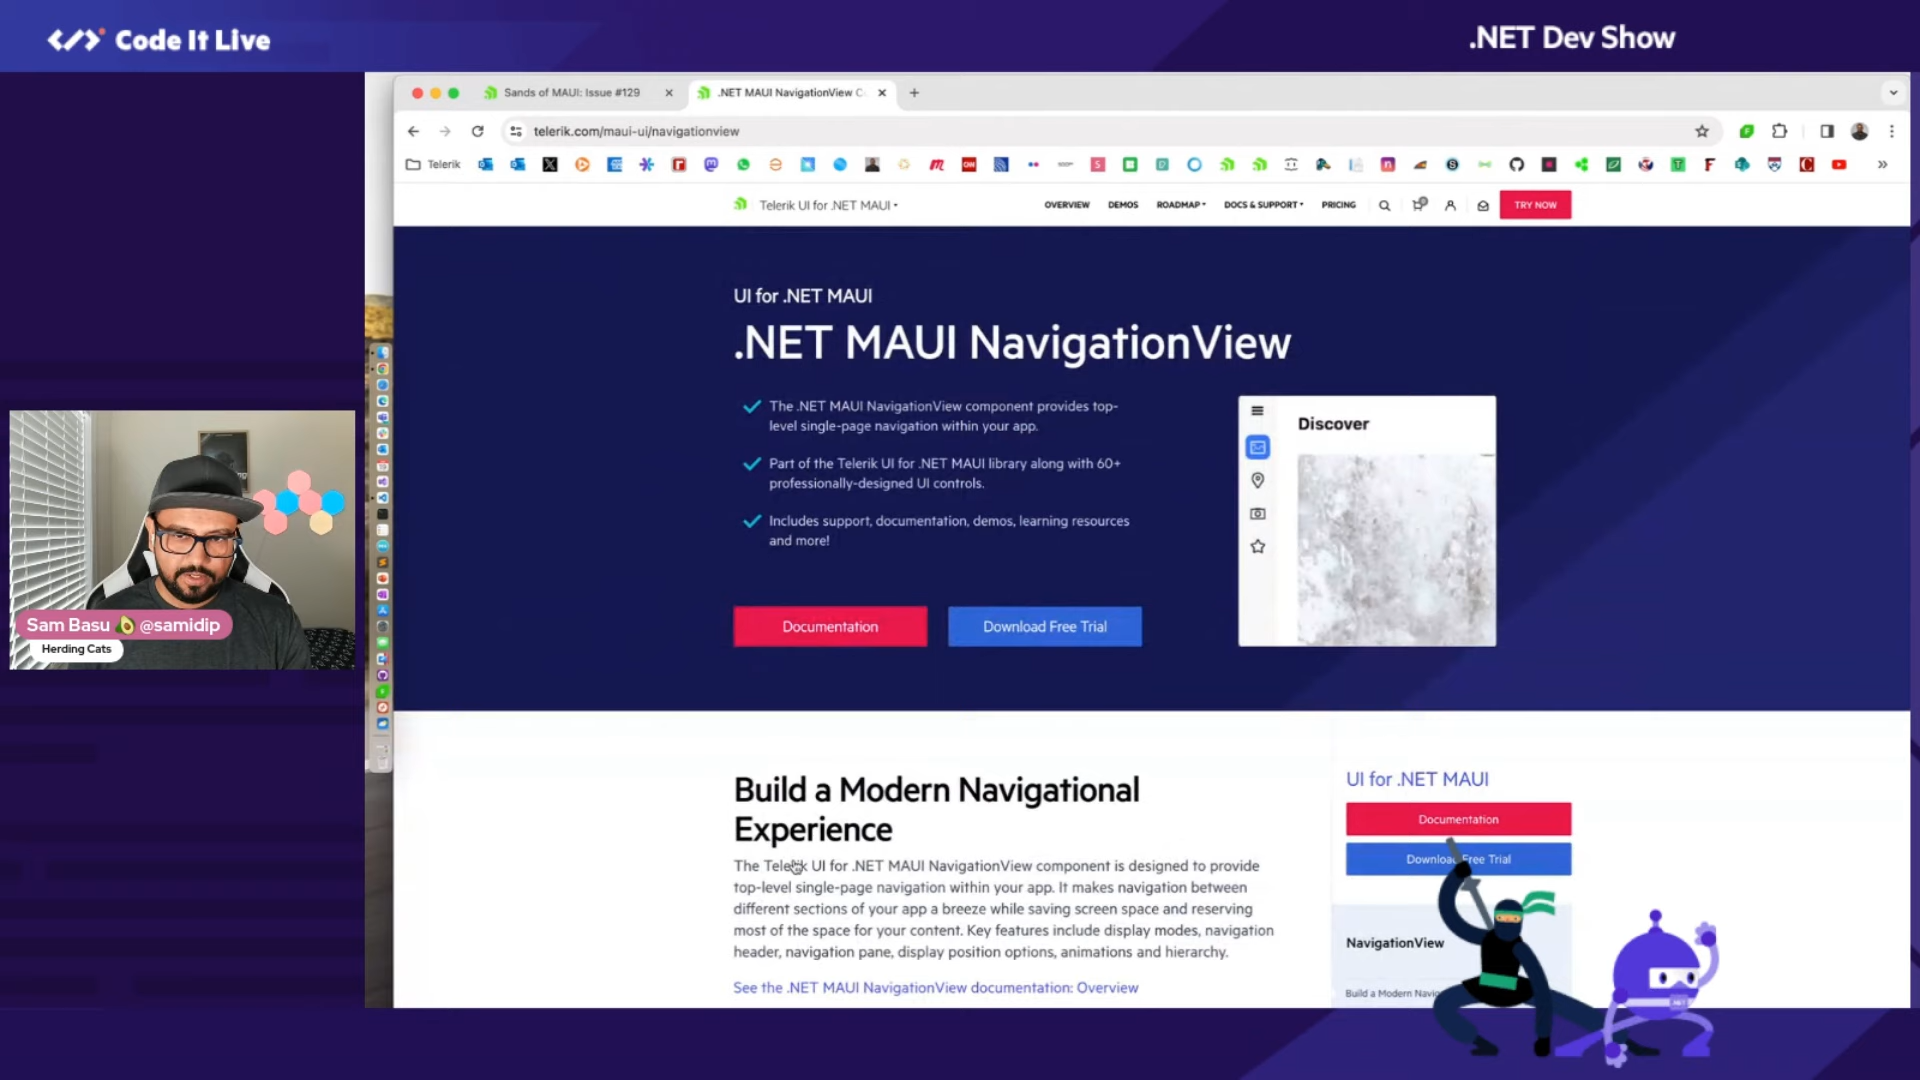 Code It Live
.NET Dev Show
Sands of MAUI: Issue #129
.NET MAUI NavigationView C
telerik.com/maui-ui/navigationview
Telerik
Telerik UI for .NET MAUI
OVERVIEW
DEMOS
ROADMAP
DOCS & SUPPORT
PRICING
TRY NOW
UI for .NET MAUI
.NET MAUI NavigationView
The .NET MAUI NavigationView component provides top-
level single-page navigation within your app.
Part of the Telerik UI for .NET MAUI library along with 60+
professionally-designed UI controls.
Includes support, documentation, demos, learning resources
and more!
Documentation
Download Free Trial
Discover
Sam Basu 🥑 @samidip
Herding Cats
Build a Modern Navigational
Experience
The Telerik UI for .NET MAUI NavigationView component is designed to provide
top-level single-page navigation within your app. It makes navigation between
different sections of your app a breeze while saving screen space and reserving
most of the space for your content. Key features include display modes, navigation
header, navigation pane, display position options, animations and hierarchy.
See the .NET MAUI NavigationView documentation: Overview
UI for .NET MAUI
Documentation
Download Free Trial
NavigationView
Build a Modern Navig